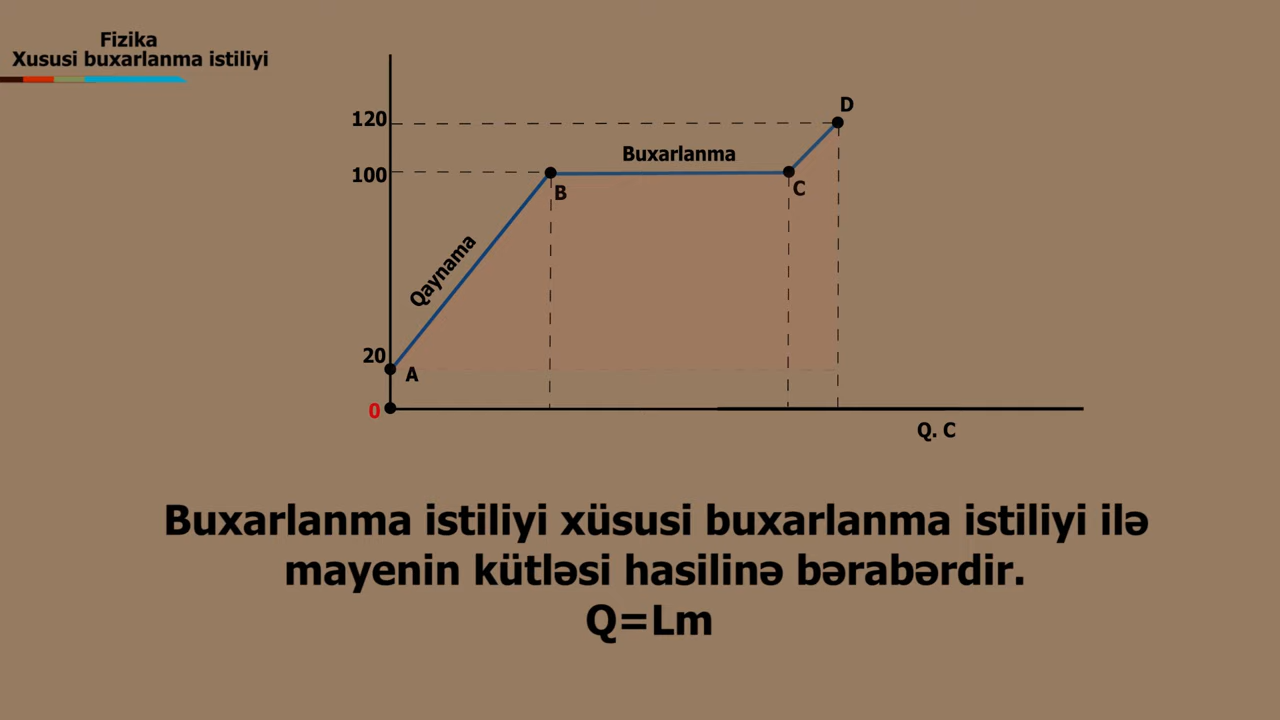 Fizika
Xususi buxarlanma istiliyi
120
100
20
0
A
B
C
D
Qaynama
Buxarlanma
Q. C
Buxarlanma istiliyi xüsusi buxarlanma istiliyi ilə
mayenin kütləsi hasilinə bərabərdir.
Q=Lm